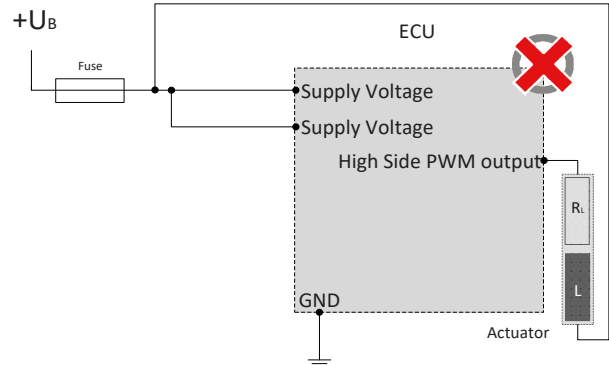 +UB
ECU
Fuse
Supply Voltage
Supply Voltage
High Side PWM output
RL
L
GND
Actuator